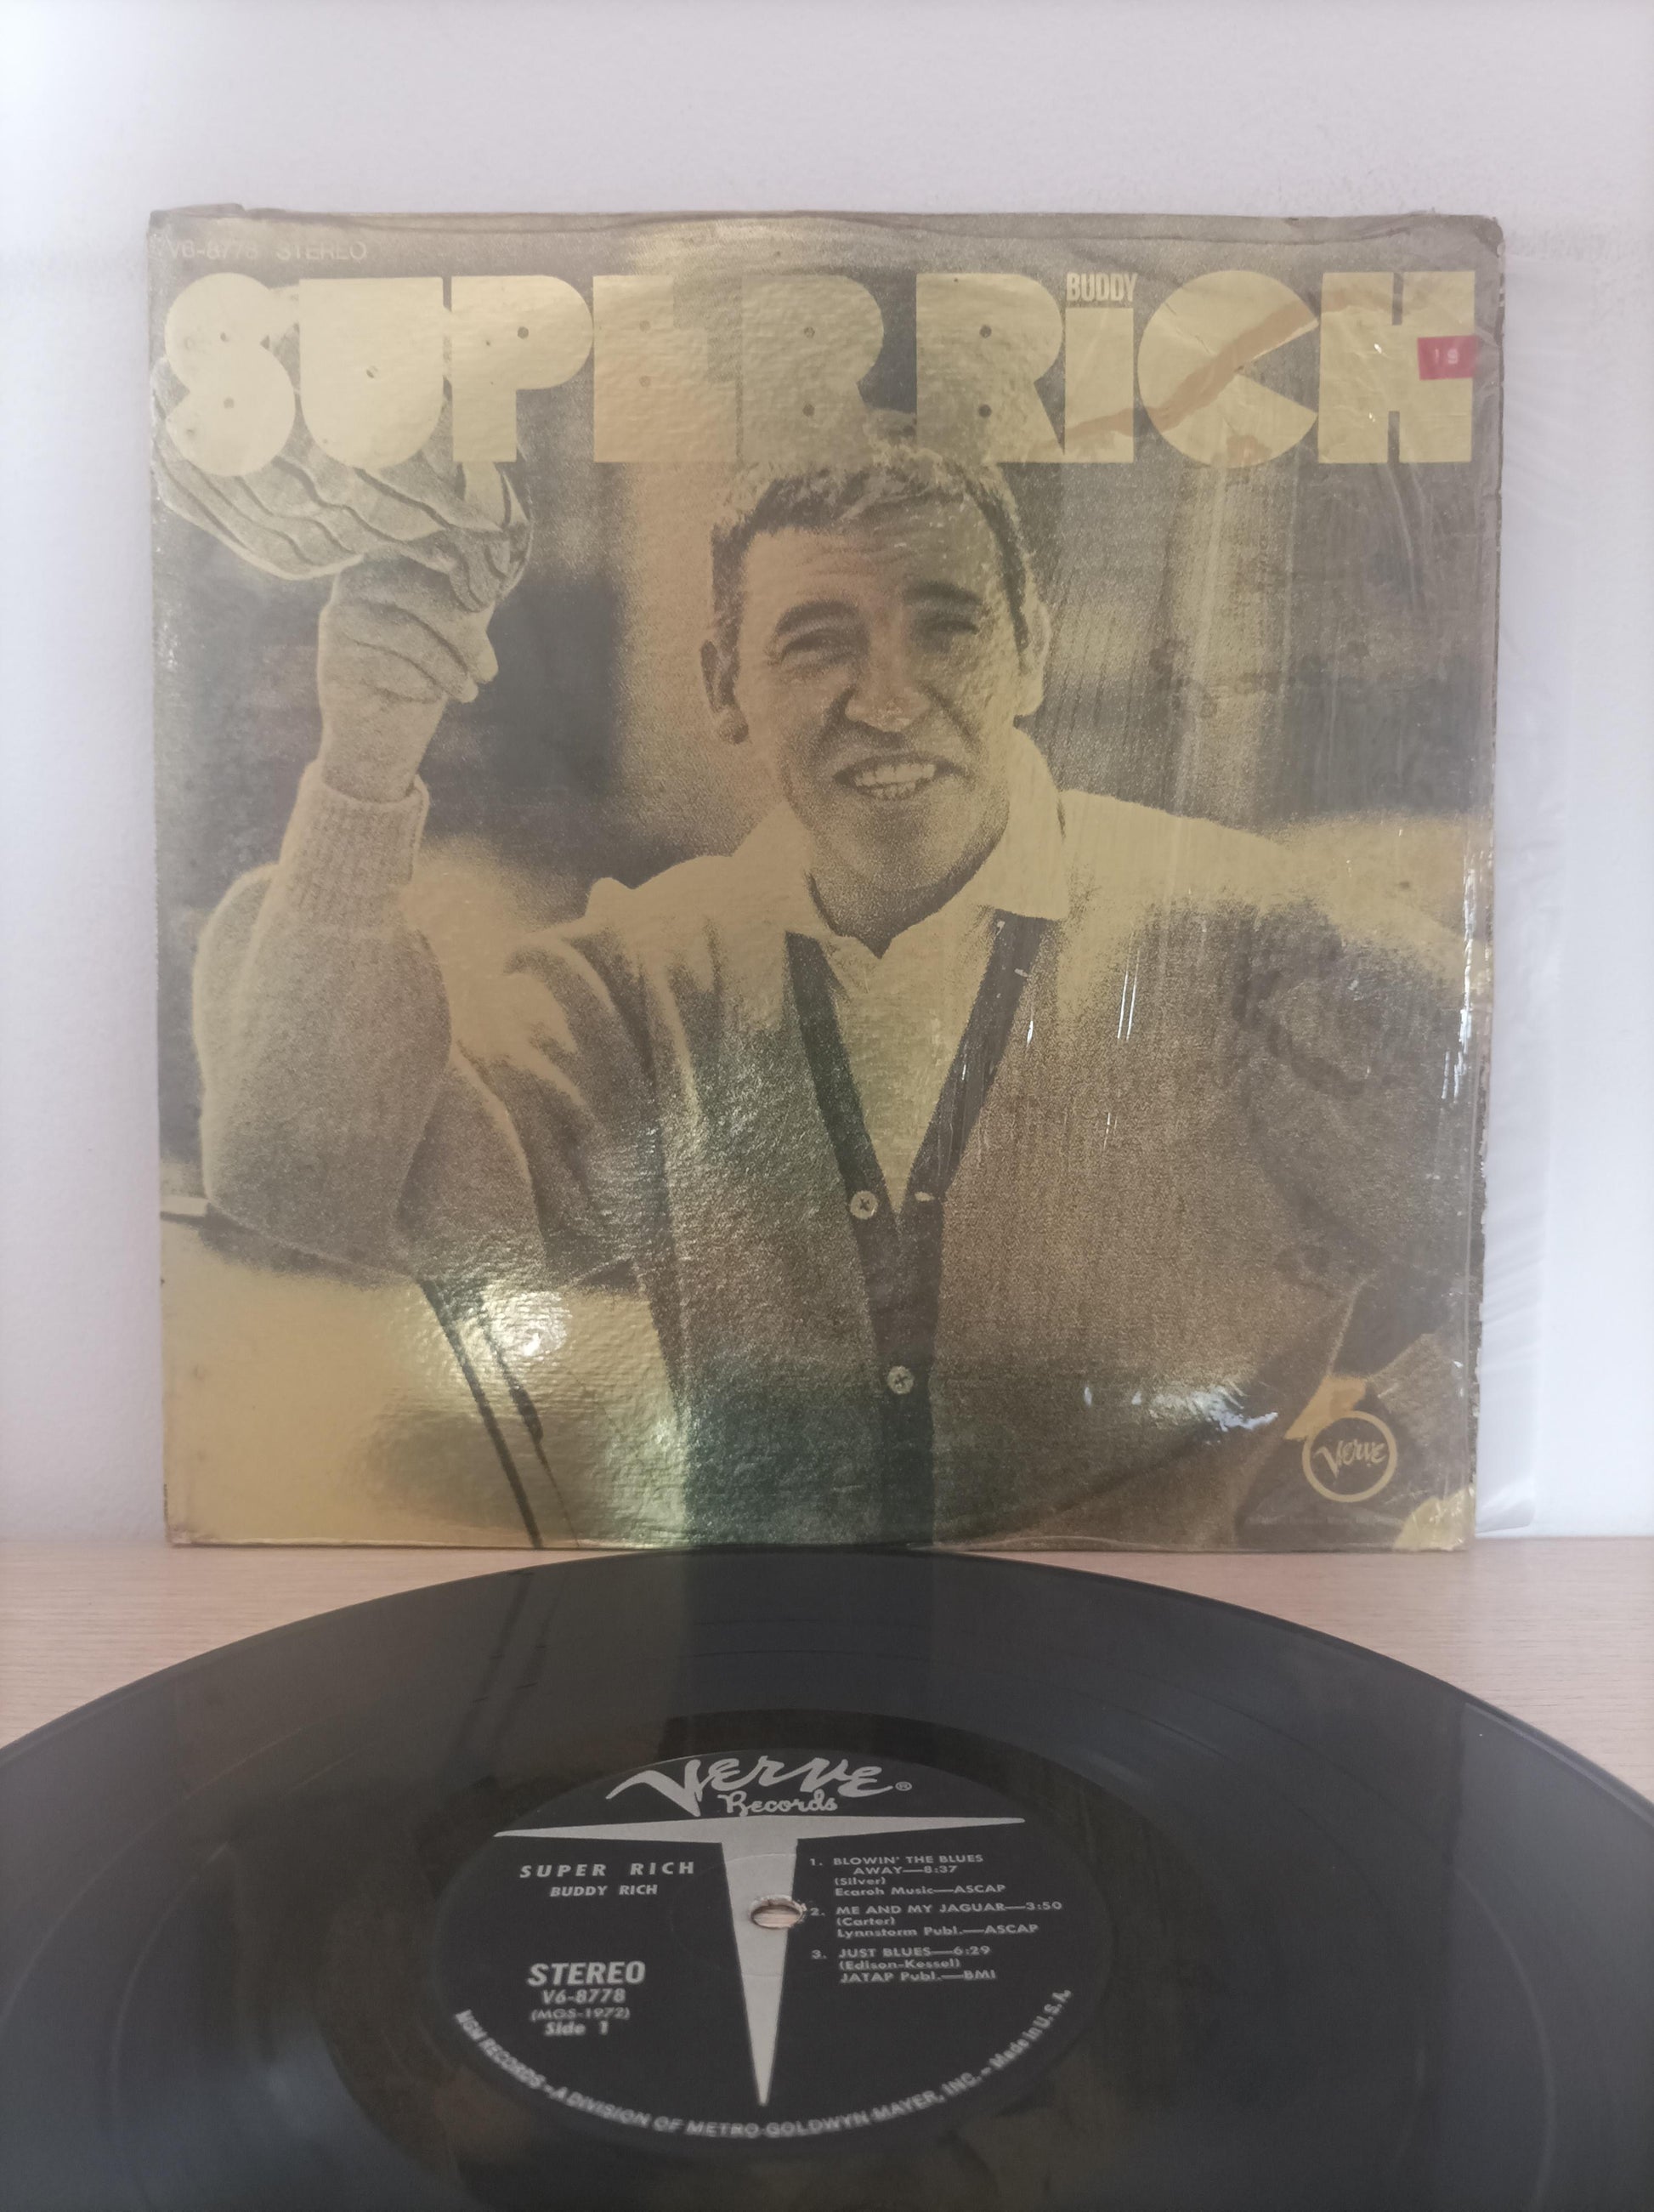 V6-8778 STEREO
SUPER BUDDY RICH
19
Verve
VERVE®
Records
SUPER RICH
BUDDY RICH
STEREO
V6-8778
(MGS-1972)
Side 1
1. BLOWIN' THE BLUES
AWAY—8:37
(Silver)
Ecaroh Music—ASCAP
2. ME AND MY JAGUAR—3:50
(Carter)
Lynnstorm Publ.—ASCAP
3. JUST BLUES—6:29
(Edison-Kessel)
JATAP Publ.—BMI
MGM RECORDS - A DIVISION OF METRO-GOLDWYN-MAYER, INC. - Made in U.S.A.